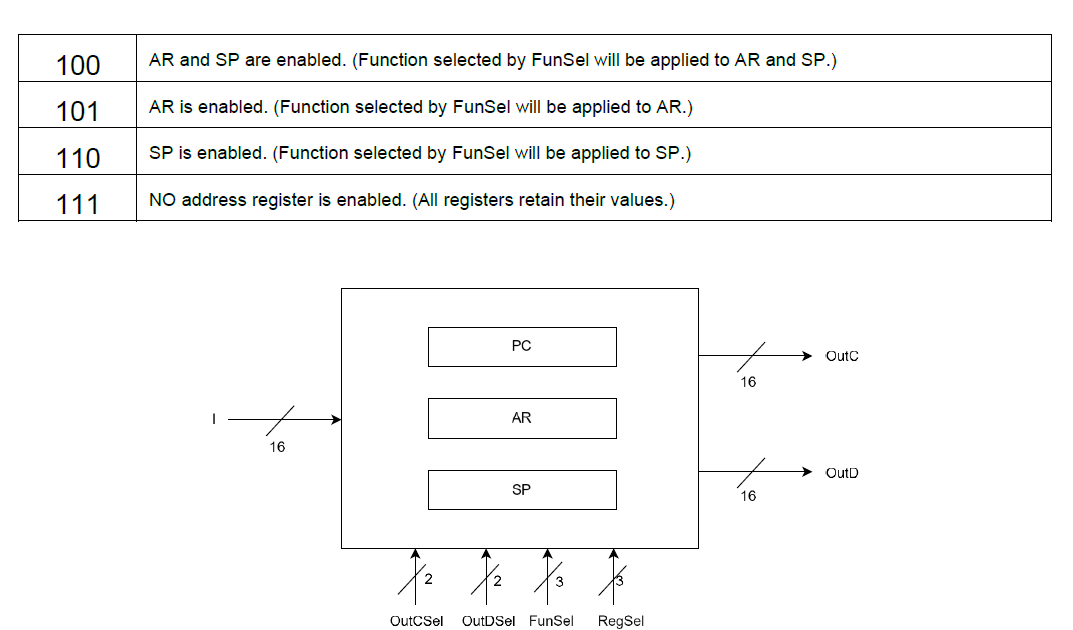 100 AR and SP are enabled. (Function selected by FunSel will be applied to AR and SP.)
101 AR is enabled. (Function selected by FunSel will be applied to AR.)
110 SP is enabled. (Function selected by FunSel will be applied to SP.)
111 NO address register is enabled. (All registers retain their values.)
PC
OutC
16
I
16
AR
OutD
16
SP
2 2 3 3
OutCSel OutDSel FunSel RegSel